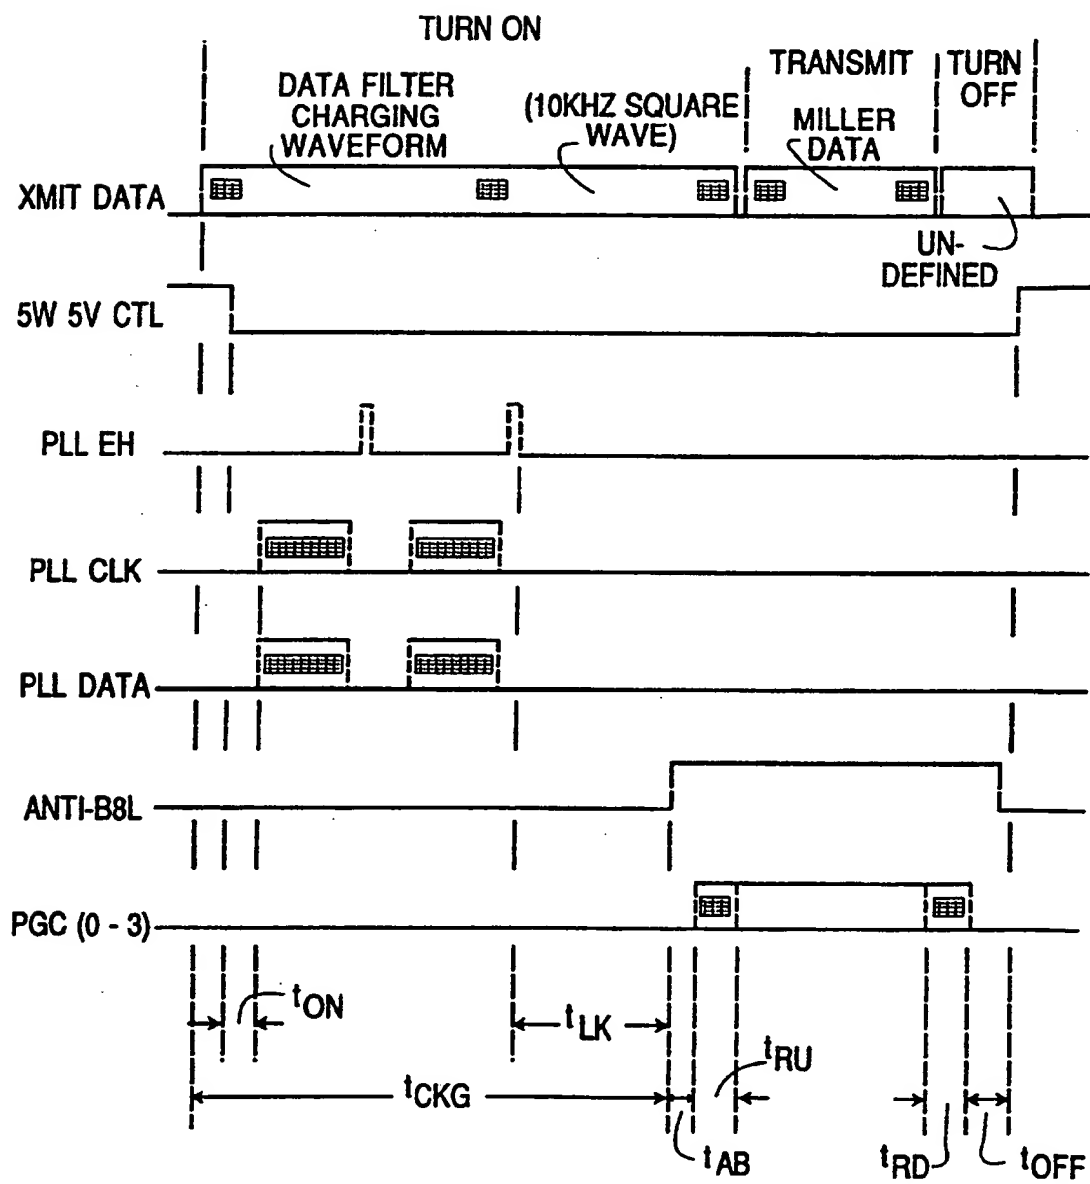 TURN ON
DATA FILTER
CHARGING
WAVEFORM
(10KHZ SQUARE
WAVE)
TRANSMIT
MILLER
DATA
TURN
OFF
XMIT DATA
UN-
DEFINED
5W 5V CTL
PLL EH
PLL CLK
PLL DATA
ANTI-B8L
PGC (0 - 3)
tON
tLK
tRU
tCKG
tAB
tRD
tOFF